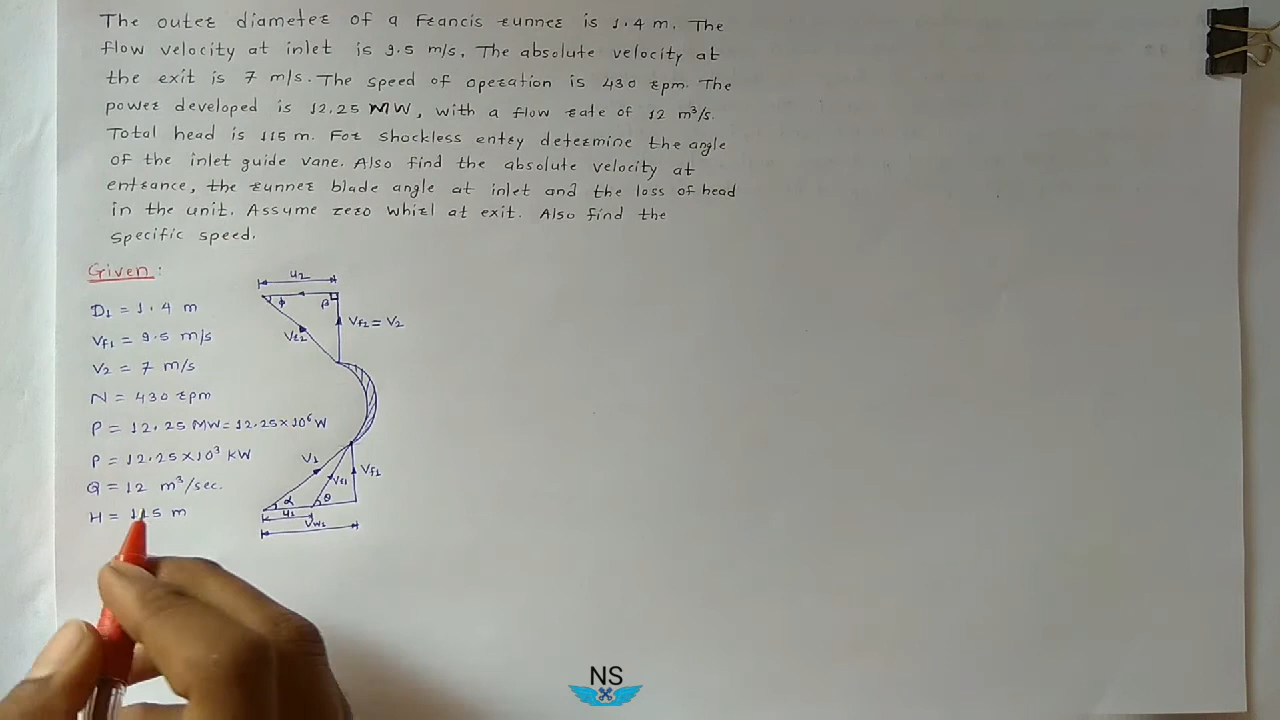 The outer diameter of a Francis runner is 1.4 m. The
flow velocity at inlet is 9.5 m/s. The absolute velocity at
the exit is 7 m/s. The speed of operation is 430 rpm. The
power developed is 12.25 MW, with a flow rate of 12 m³/s.
Total head is 115 m. For shockless entry determine the angle
of the inlet guide vane. Also find the absolute velocity at
entrance, the runner blade angle at inlet and the loss of head
in the unit. Assume zero whirl at exit. Also find the
specific speed.
Given:
D₁ = 1.4 m
Vf₁ = 9.5 m/s
V₂ = 7 m/s
N = 430 rpm
P = 12.25 MW = 12.25 × 10⁶ W
P = 12.25 × 10³ KW
Q = 12 m³/sec.
H = 115 m
u₂
ϕ β
Vr₂
Vf₂ = V₂
V₁
Vr₁
Vf₁
α θ
u₁
Vw₁
NS